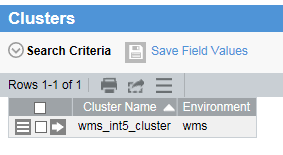 Clusters
Search Criteria Save Field Values
Rows 1-1 of 1
Cluster Name Environment
wms_int5_cluster wms